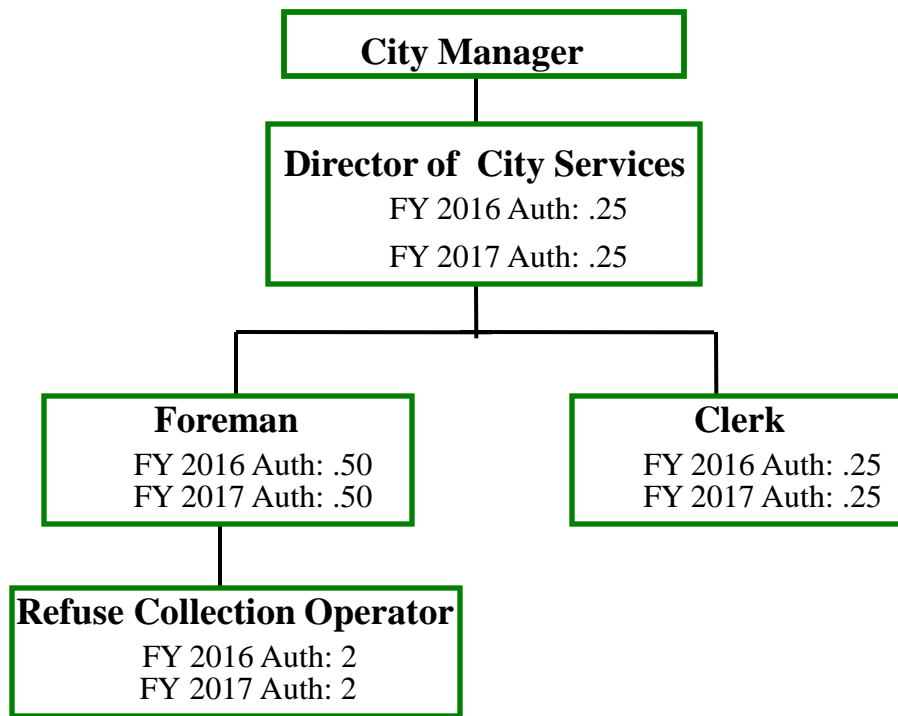 City Manager
Director of City Services
FY 2016 Auth: .25
FY 2017 Auth: .25
Foreman
FY 2016 Auth: .50
FY 2017 Auth: .50
Clerk
FY 2016 Auth: .25
FY 2017 Auth: .25
Refuse Collection Operator
FY 2016 Auth: 2
FY 2017 Auth: 2